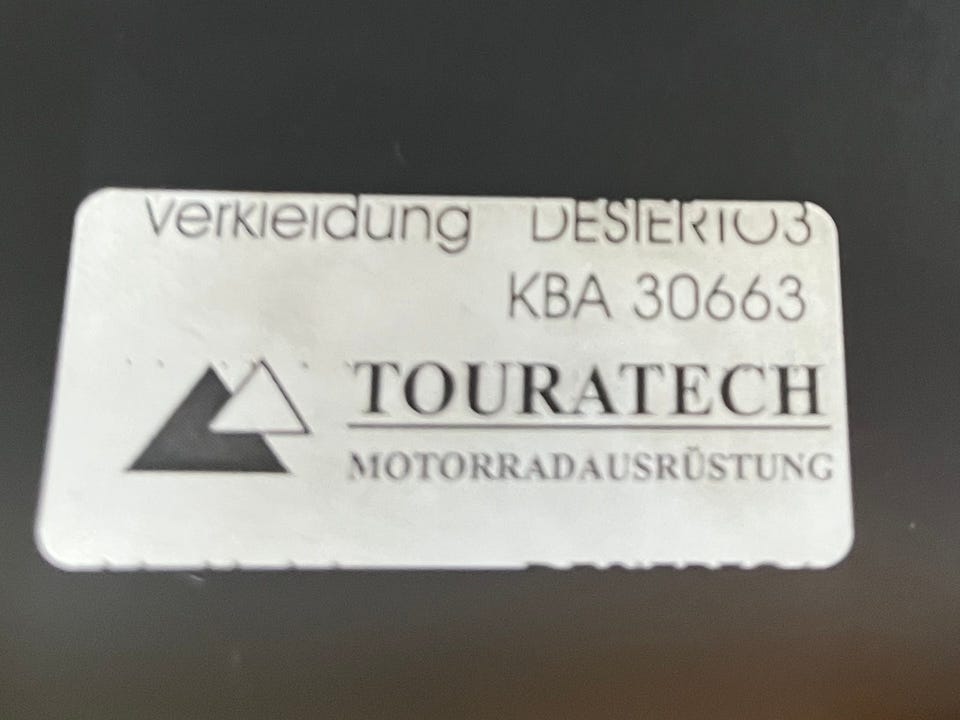 Verkleidung DESIERTO3
KBA 30663
TOURATECH
MOTORRADAUSRÜSTUNG